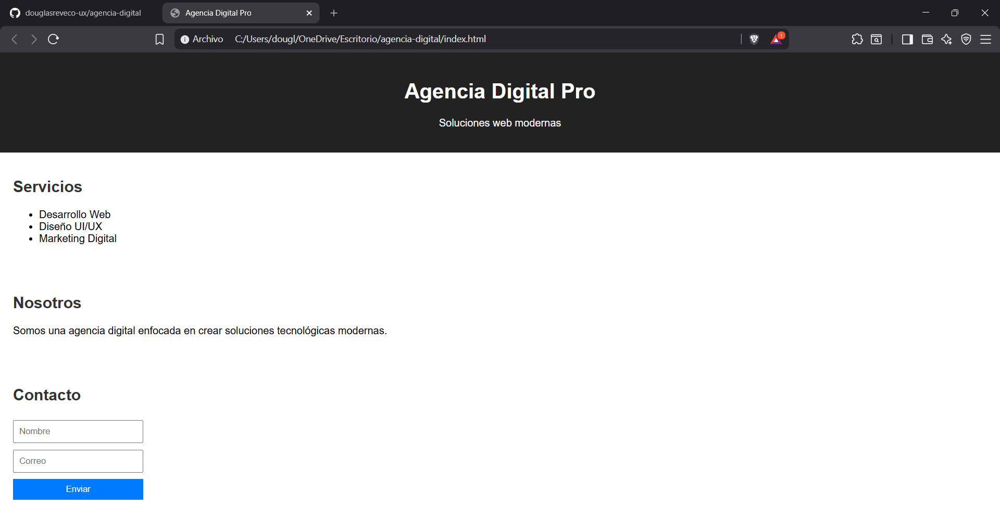 douglasreveco-ux/agencia-digital
Agencia Digital Pro
Archivo C:/Users/dougl/OneDrive/Escritorio/agencia-digital/index.html
1
Agencia Digital Pro
Soluciones web modernas
Servicios
• Desarrollo Web
• Diseño UI/UX
• Marketing Digital
Nosotros
Somos una agencia digital enfocada en crear soluciones tecnológicas modernas.
Contacto
Nombre
Correo
Enviar